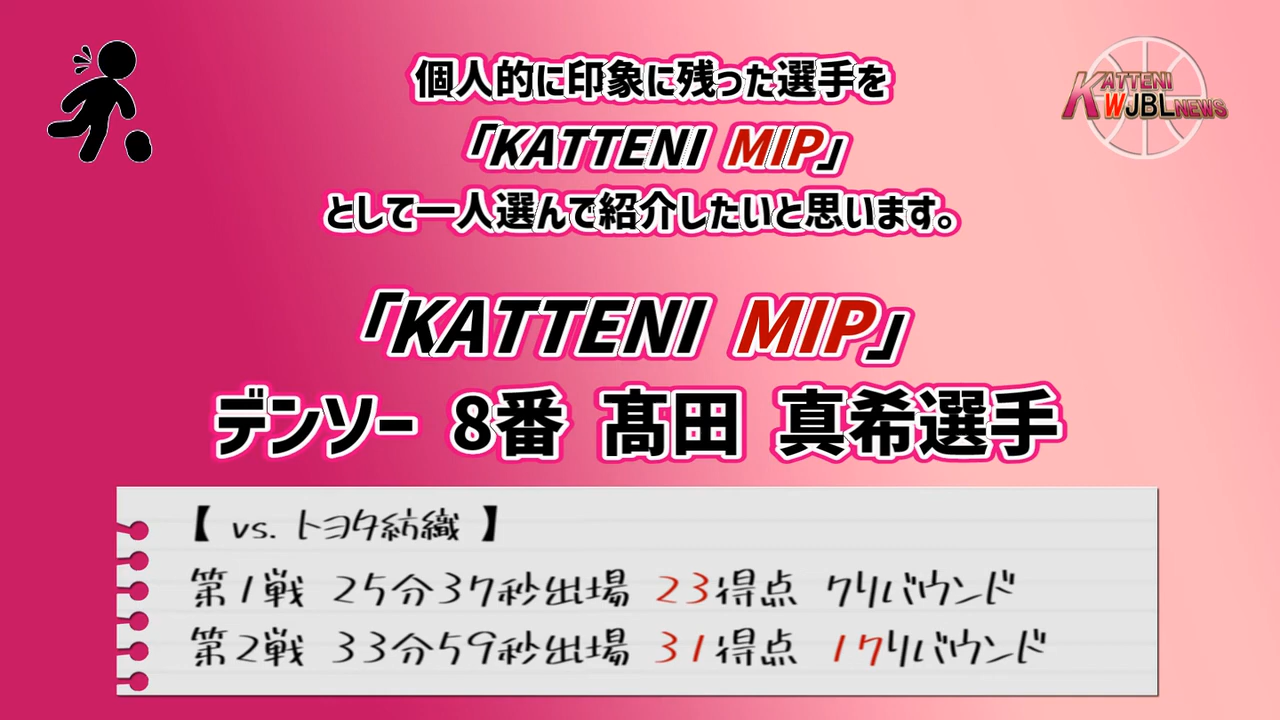 個人的に印象に残った選手を
「KATTENI MIP」
として一人選んで紹介したいと思います。
KATTENI
WJBLNEWS
「KATTENI MIP」
デンソー 8番 髙田 真希選手
【 vs. トヨタ紡織 】
第1戦 25分37秒出場 23得点 7リバウンド
第2戦 33分59秒出場 31得点 17リバウンド